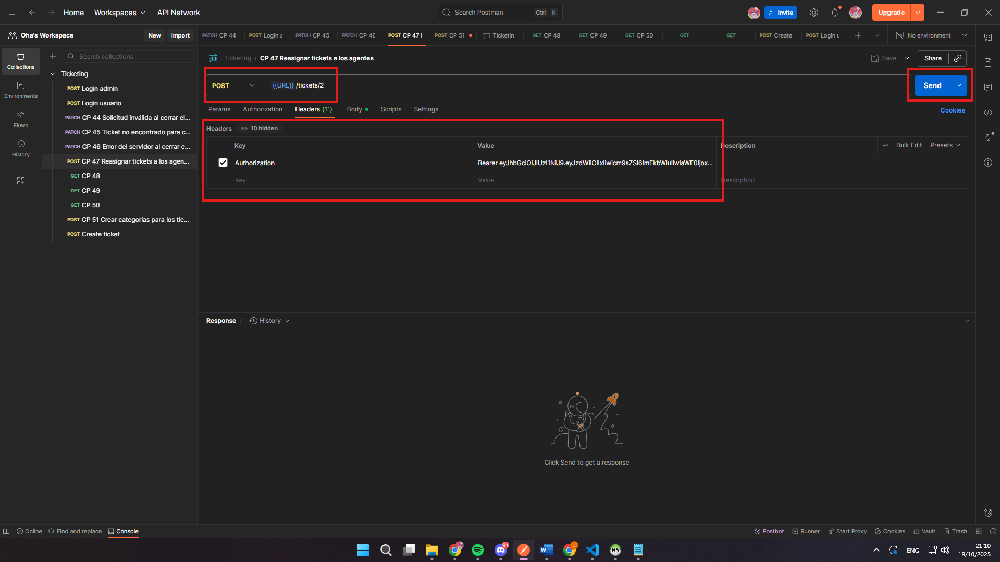 Home Workspaces API Network Search Postman Ctrl K Invite Upgrade
Oha's Workspace New Import PATCH CP 44 POST Login a PATCH CP 45 PATCH CP 46 POST CP 47 POST CP 51 Ticketin GET CP 48 GET CP 49 GET CP 50 GET GET POST Create POST Login u No environment
Collections
Environments
Flows
History
Search collections
Ticketing
POST Login admin
POST Login usuario
PATCH CP 44 Solicitud inválida al cerrar el...
PATCH CP 45 Ticket no encontrado para c...
PATCH CP 46 Error del servidor al cerrar e...
POST CP 47 Reasignar tickets a los agen...
GET CP 48
GET CP 49
GET CP 50
POST CP 51 Crear categorías para los tic...
POST Create ticket
HTTP Ticketing / CP 47 Reasignar tickets a los agentes Save Share
POST {{URL}} /tickets/2 Send
Params Authorization Headers (11) Body Scripts Settings Cookies
Headers 10 hidden
Key Value Description Bulk Edit Presets
Authorization Bearer eyJhbGciOiJIUzI1NiJ9.eyJzdWIiOiIxIiwicm9sZSI6ImFkbWluIiwiaWF0Ijox...
Key Value Description
Response History
Click Send to get a response
Online Find and replace Console Postbot Runner Start Proxy Cookies Vault Trash
9+ W J HS ENG 21:10
19/10/2025